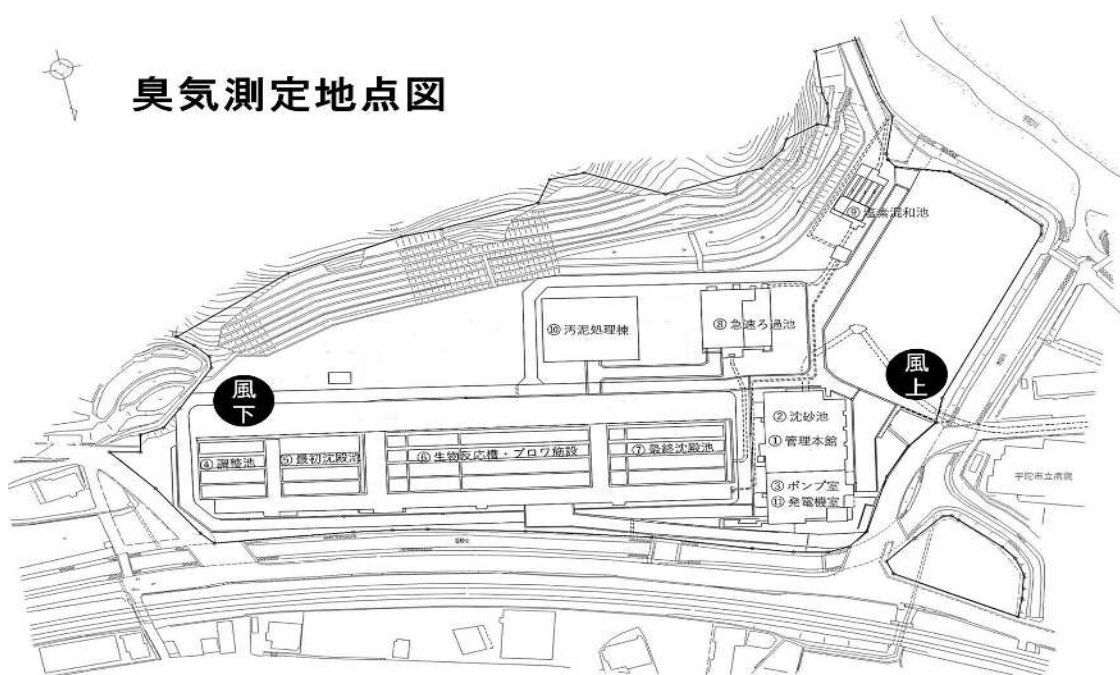 臭気測定地点図
⑨ 塩素混和池
⑩ 汚泥処理棟
⑧ 急速ろ過池
風下
風上
② 沈砂池
① 管理本館
④ 調整池
⑤ 最初沈殿池
⑥ 生物反応槽・ブロワ施設
⑦ 最終沈殿池
③ ポンプ室
⑪ 発電機室
宇陀市立病院